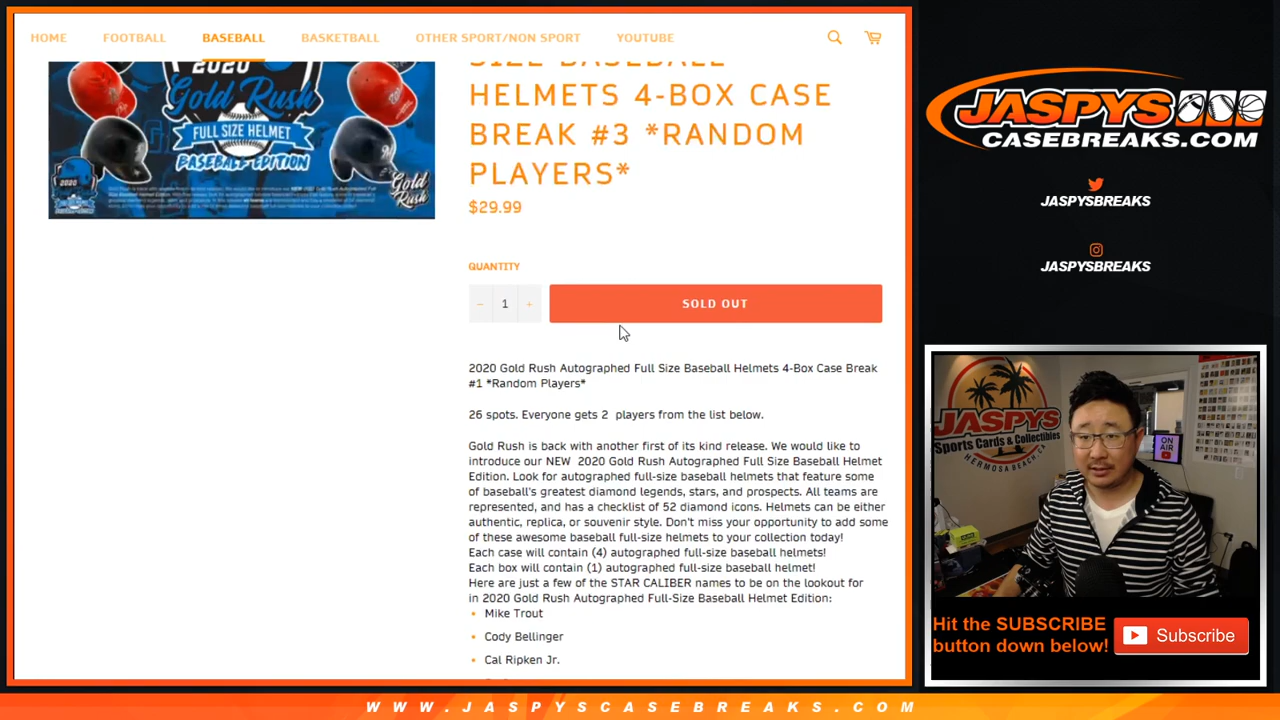 HOME FOOTBALL BASEBALL BASKETBALL OTHER SPORT/NON SPORT YOUTUBE
2020
Gold Rush
FULL SIZE HELMET
BASEBALL EDITION
2020
Gold Rush
SIZE BASEBALL
HELMETS 4-BOX CASE
BREAK #3 *RANDOM
PLAYERS*
$29.99
QUANTITY
− 1 +
SOLD OUT
2020 Gold Rush Autographed Full Size Baseball Helmets 4-Box Case Break
#1 *Random Players*
26 spots. Everyone gets 2 players from the list below.
Gold Rush is back with another first of its kind release. We would like to
introduce our NEW 2020 Gold Rush Autographed Full Size Baseball Helmet
Edition. Look for autographed full-size baseball helmets that feature some
of baseball's greatest diamond legends, stars, and prospects. All teams are
represented, and has a checklist of 52 diamond icons. Helmets can be either
authentic, replica, or souvenir style. Don't miss your opportunity to add some
of these awesome baseball full-size helmets to your collection today!
Each case will contain (4) autographed full-size baseball helmets!
Each box will contain (1) autographed full-size baseball helmet!
Here are just a few of the STAR CALIBER names to be on the lookout for
in 2020 Gold Rush Autographed Full-Size Baseball Helmet Edition:
• Mike Trout
• Cody Bellinger
• Cal Ripken Jr.
JASPYS
CASEBREAKS.COM
JASPYSBREAKS
JASPYSBREAKS
JASPYS
Sports Cards & Collectibles
HERMOSA BEACH, CA
ON
AIR
Hit the SUBSCRIBE
button down below!
Subscribe
WWW.JASPYSCASEBREAKS.COM